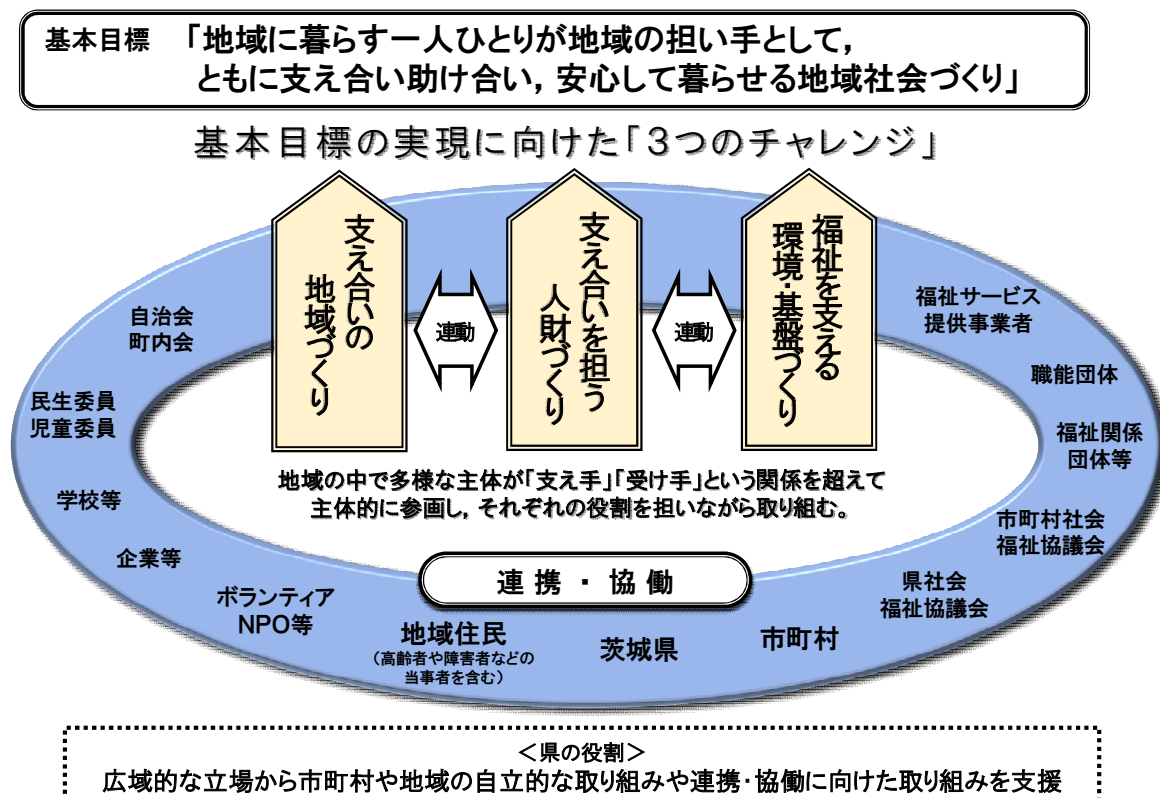 基本目標 「地域に暮らす一人ひとりが地域の担い手として，
ともに支え合い助け合い，安心して暮らせる地域社会づくり」
基本目標の実現に向けた「３つのチャレンジ」
支え合いの
地域づくり
連動
支え合いを担う
人財づくり
連動
福祉を支える
環境・基盤づくり
自治会
町内会
民生委員
児童委員
学校等
企業等
ボランティア
NPO等
地域住民
（高齢者や障害者などの
当事者を含む）
茨城県
市町村
県社会
福祉協議会
市町村社会
福祉協議会
福祉関係
団体等
職能団体
福祉サービス
提供事業者
地域の中で多様な主体が「支え手」「受け手」という関係を超えて
主体的に参画し，それぞれの役割を担いながら取り組む。
連携・協働
＜県の役割＞
広域的な立場から市町村や地域の自立的な取り組みや連携・協働に向けた取り組みを支援